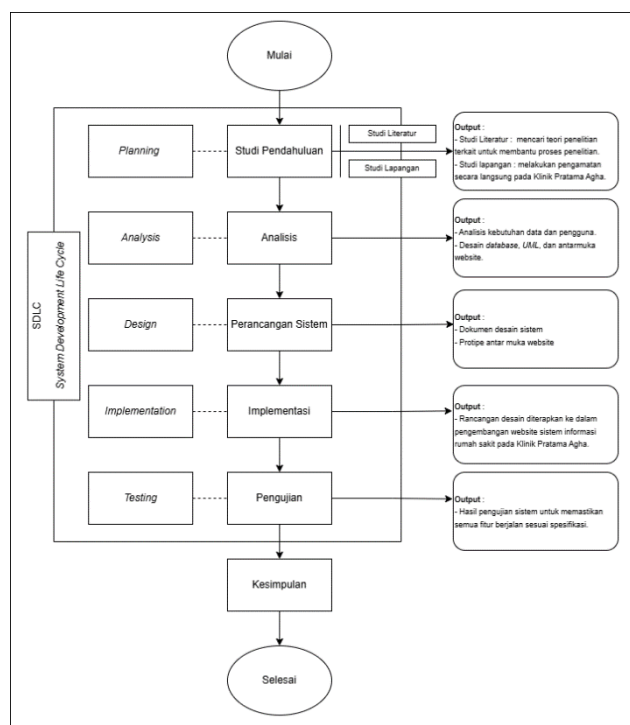 Mulai
SDLC
System Development Life Cycle
Planning
Studi Pendahuluan
Studi Literatur
Studi Lapangan
Output :
- Studi Literatur : mencari teori penelitian
terkait untuk membantu proses penelitian.
- Studi lapangan : melakukan pengamatan
secara langsung pada Klinik Pratama Agha.
Analysis
Analisis
Output :
- Analisis kebutuhan data dan pengguna.
- Desain database, UML, dan antarmuka
website.
Design
Perancangan Sistem
Output :
- Dokumen desain sistem
- Protipe antar muka website
Implementation
Implementasi
Output :
- Rancangan desain diterapkan ke dalam
pengembangan website sistem informasi
rumah sakit pada Klinik Pratama Agha.
Testing
Pengujian
Output :
- Hasil pengujian sistem untuk memastikan
semua fitur berjalan sesuai spesifikasi.
Kesimpulan
Selesai